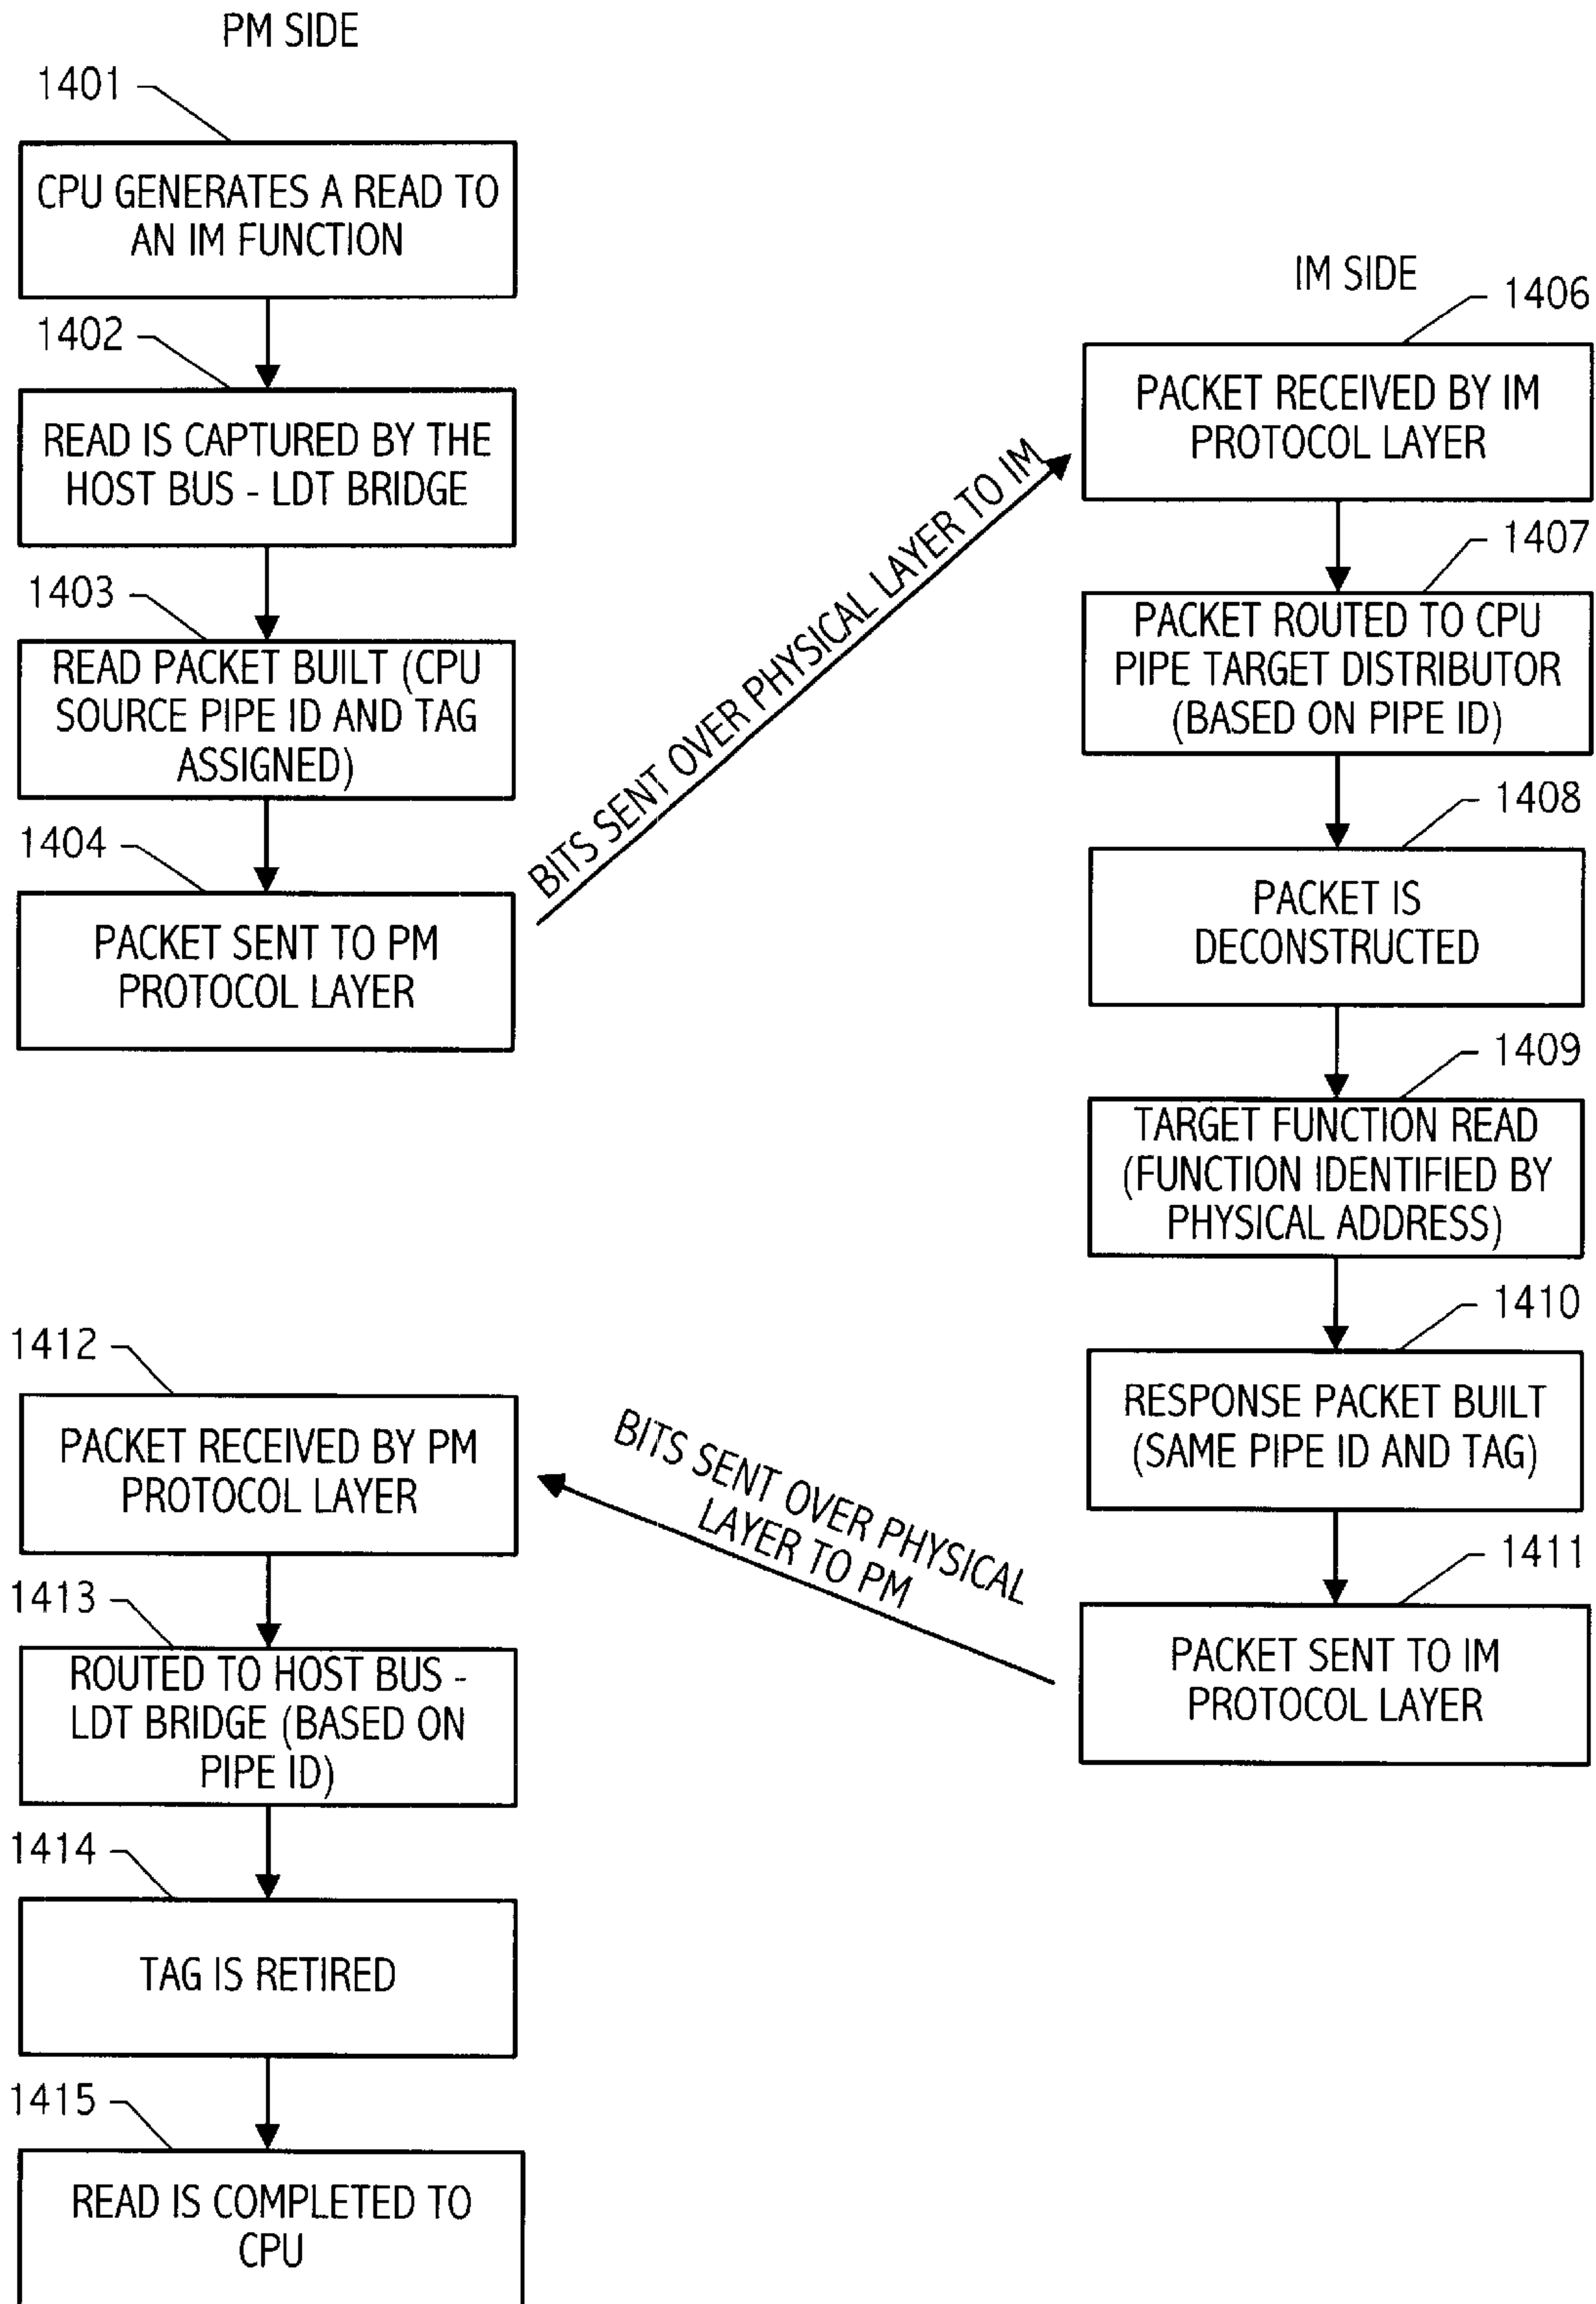 PM SIDE
1401
CPU GENERATES A READ TO
AN IM FUNCTION
1402
READ IS CAPTURED BY THE
HOST BUS - LDT BRIDGE
1403
READ PACKET BUILT (CPU
SOURCE PIPE ID AND TAG
ASSIGNED)
1404
PACKET SENT TO PM
PROTOCOL LAYER
BITS SENT OVER PHYSICAL LAYER TO IM
IM SIDE
1406
PACKET RECEIVED BY IM
PROTOCOL LAYER
1407
PACKET ROUTED TO CPU
PIPE TARGET DISTRIBUTOR
(BASED ON PIPE ID)
1408
PACKET IS
DECONSTRUCTED
1409
TARGET FUNCTION READ
(FUNCTION IDENTIFIED BY
PHYSICAL ADDRESS)
1410
RESPONSE PACKET BUILT
(SAME PIPE ID AND TAG)
1411
PACKET SENT TO IM
PROTOCOL LAYER
BITS SENT OVER PHYSICAL
LAYER TO PM
1412
PACKET RECEIVED BY PM
PROTOCOL LAYER
1413
ROUTED TO HOST BUS -
LDT BRIDGE (BASED ON
PIPE ID)
1414
TAG IS RETIRED
1415
READ IS COMPLETED TO
CPU